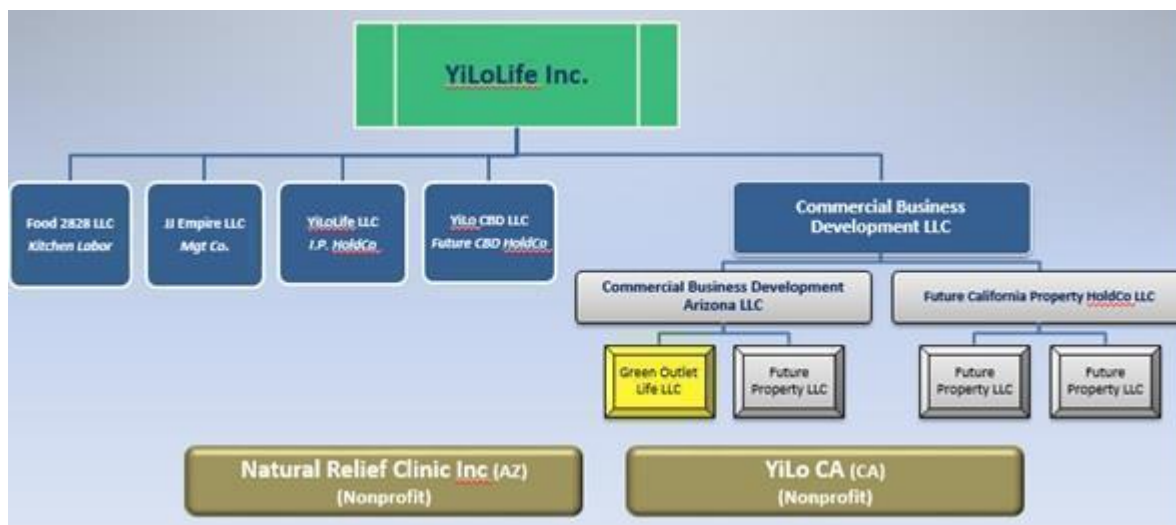 YiLoLife Inc.
Food 2828 LLC
Kitchen Labor
JJ Empire LLC
Mgt Co.
YiLoLife LLC
I.P. HoldCo
YiLo CBD LLC
Future CBD HoldCo
Commercial Business
Development LLC
Commercial Business Development
Arizona LLC
Future California Property HoldCo LLC
Green Outlet
Life LLC
Future
Property LLC
Future
Property LLC
Future
Property LLC
Natural Relief Clinic Inc (AZ)
(Nonprofit)
YiLo CA (CA)
(Nonprofit)